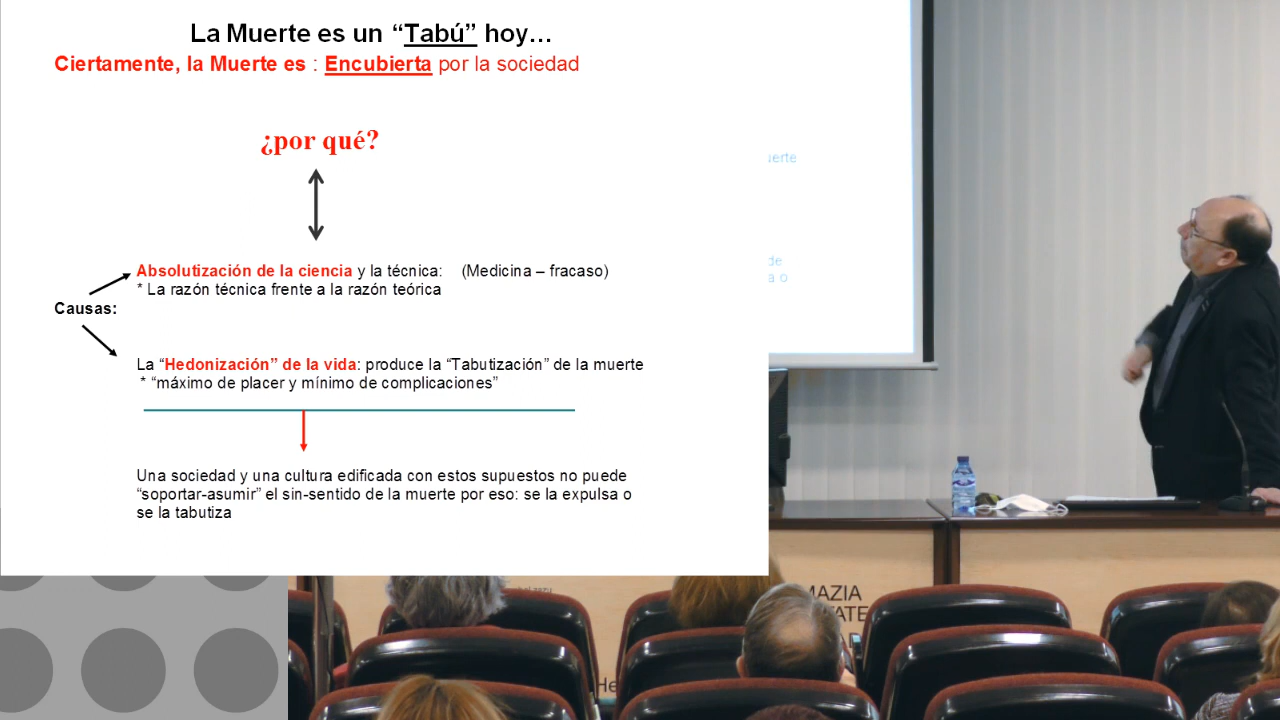 La Muerte es un “Tabú” hoy…
Ciertamente, la Muerte es : Encubierta por la sociedad
¿por qué?
Absolutización de la ciencia y la técnica: (Medicina – fracaso)
* La razón técnica frente a la razón teórica
Causas:
La “Hedonización” de la vida: produce la “Tabutización” de la muerte
* “máximo de placer y mínimo de complicaciones”
Una sociedad y una cultura edificada con estos supuestos no puede
“soportar-asumir” el sin-sentido de la muerte por eso: se la expulsa o
se la tabutiza